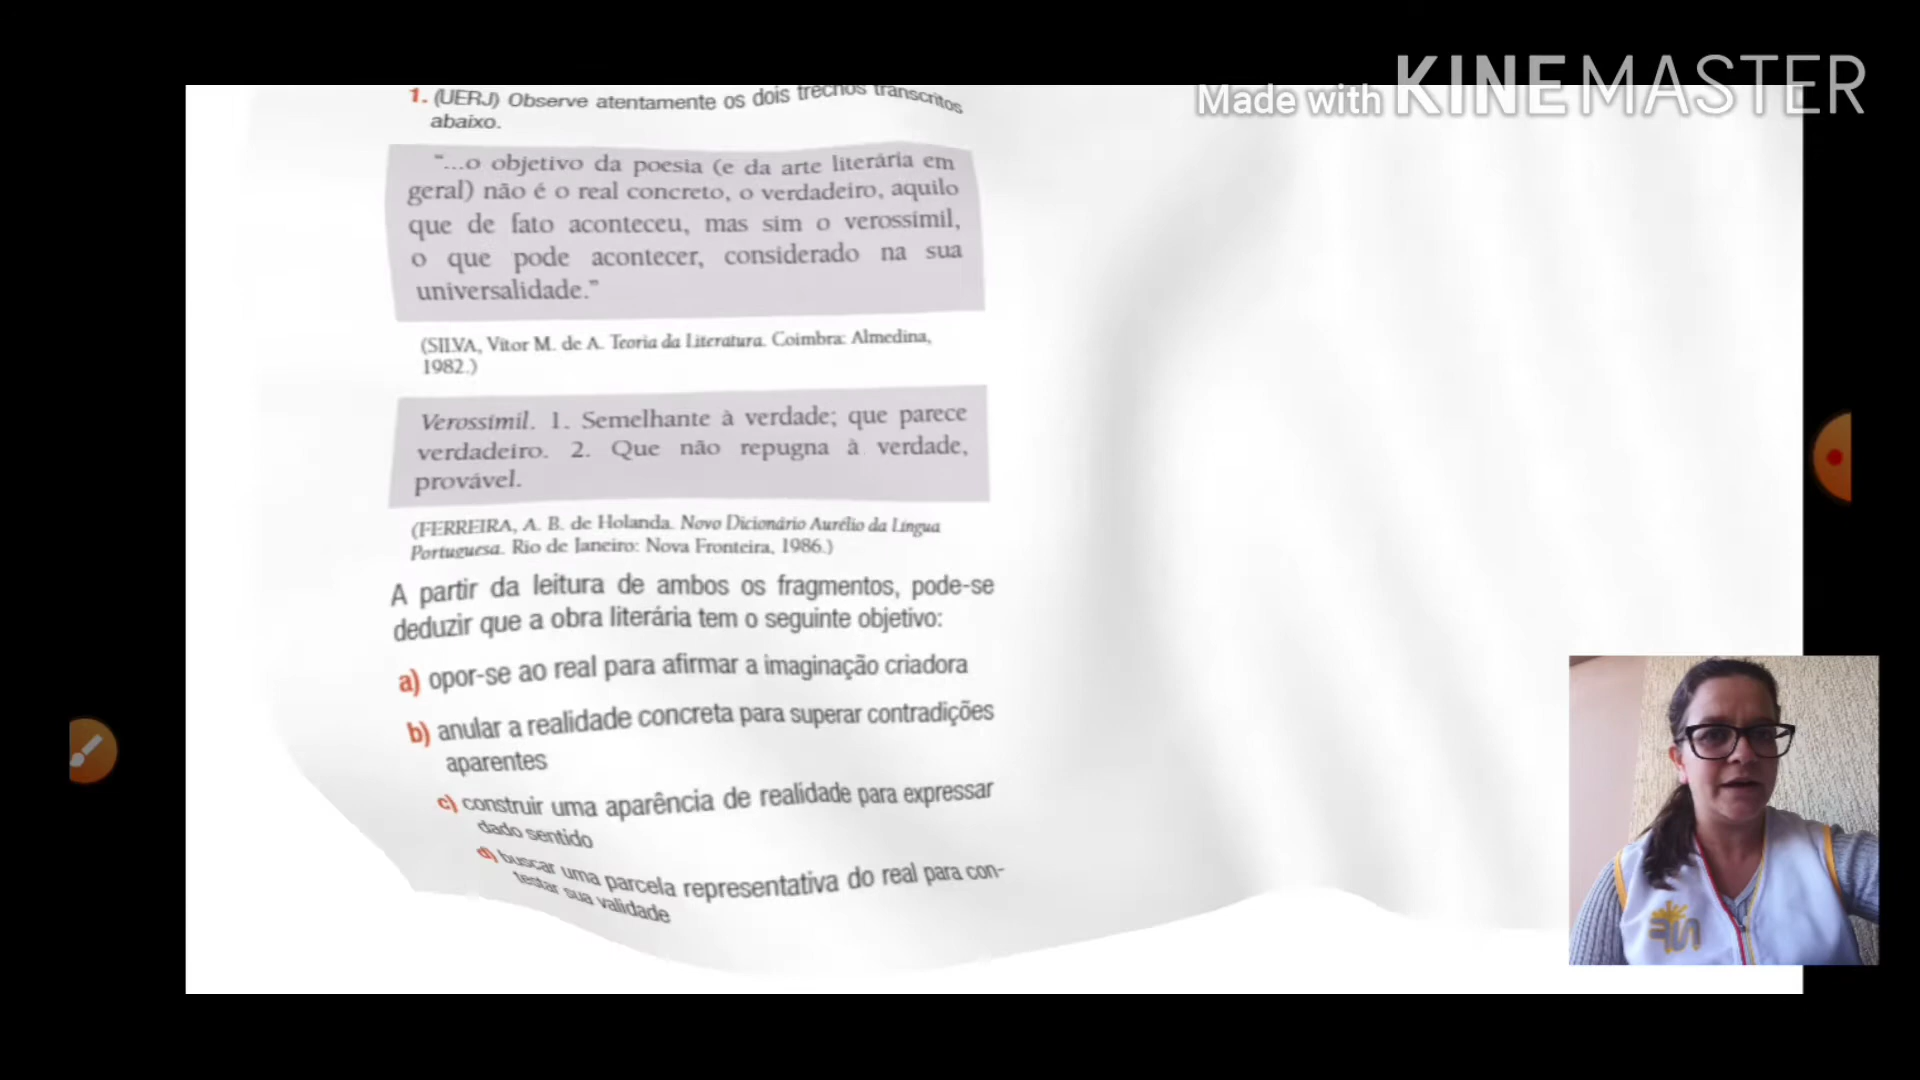 Made with KINEMASTER
1. (UERJ) Observe atentamente os dois trechos transcritos
abaixo.
"...o objetivo da poesia (e da arte literária em
geral) não é o real concreto, o verdadeiro, aquilo
que de fato aconteceu, mas sim o verossímil,
o que pode acontecer, considerado na sua
universalidade."
(SILVA, Vítor M. de A. Teoria da Literatura. Coimbra: Almedina,
1982.)
Verossímil. 1. Semelhante à verdade; que parece
verdadeiro. 2. Que não repugna à verdade,
provável.
(FERREIRA, A. B. de Holanda. Novo Dicionário Aurélio da Língua
Portuguesa. Rio de Janeiro: Nova Fronteira, 1986.)
A partir da leitura de ambos os fragmentos, pode-se
deduzir que a obra literária tem o seguinte objetivo:
a) opor-se ao real para afirmar a imaginação criadora
b) anular a realidade concreta para superar contradições
aparentes
c) construir uma aparência de realidade para expressar
dado sentido
d) buscar uma parcela representativa do real para con-
testar sua validade